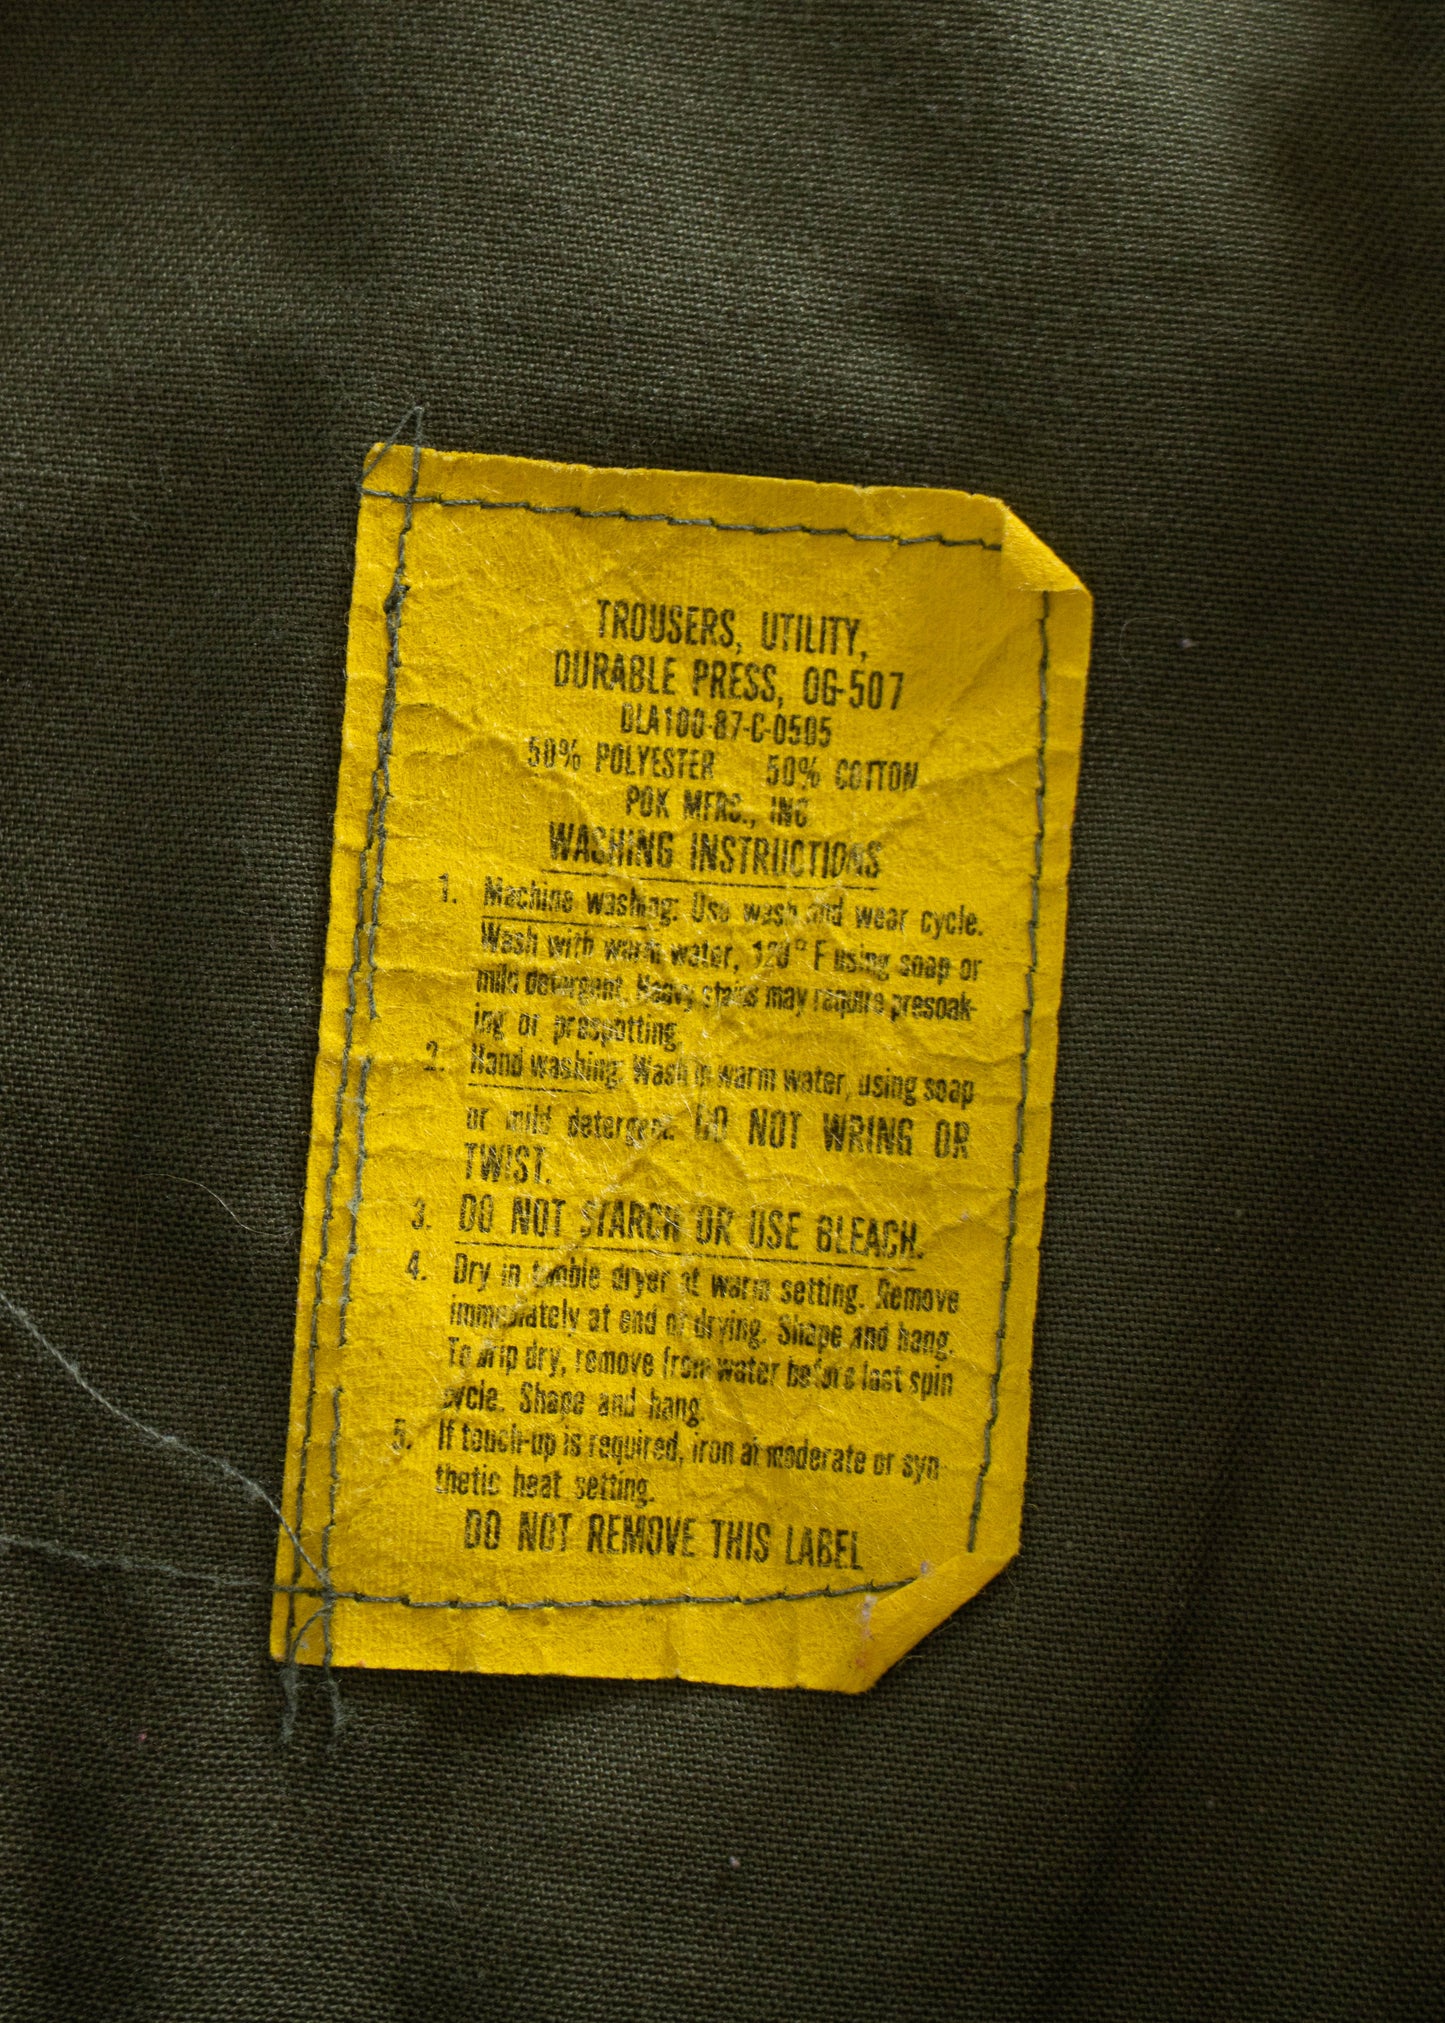 TROUSERS, UTILITY,
DURABLE PRESS, OG-507
DLA100-87-C-0505
50% POLYESTER 50% COTTON
POK MFRS., INC
WASHING INSTRUCTIONS
1. Machine washing: Use wash and wear cycle.
Wash with warm water, 120° F using soap or
mild detergent. Heavy stains may require presoak-
ing or prespotting.
2. Hand washing: Wash in warm water, using soap
or mild detergent. DO NOT WRING OR
TWIST.
3. DO NOT STARCH OR USE BLEACH.
4. Dry in tumble dryer at warm setting. Remove
immediately at end of drying. Shape and hang.
To drip dry, remove from water before last spin
cycle. Shape and hang.
5. If touch-up is required, iron at moderate or syn-
thetic heat setting.
DO NOT REMOVE THIS LABEL